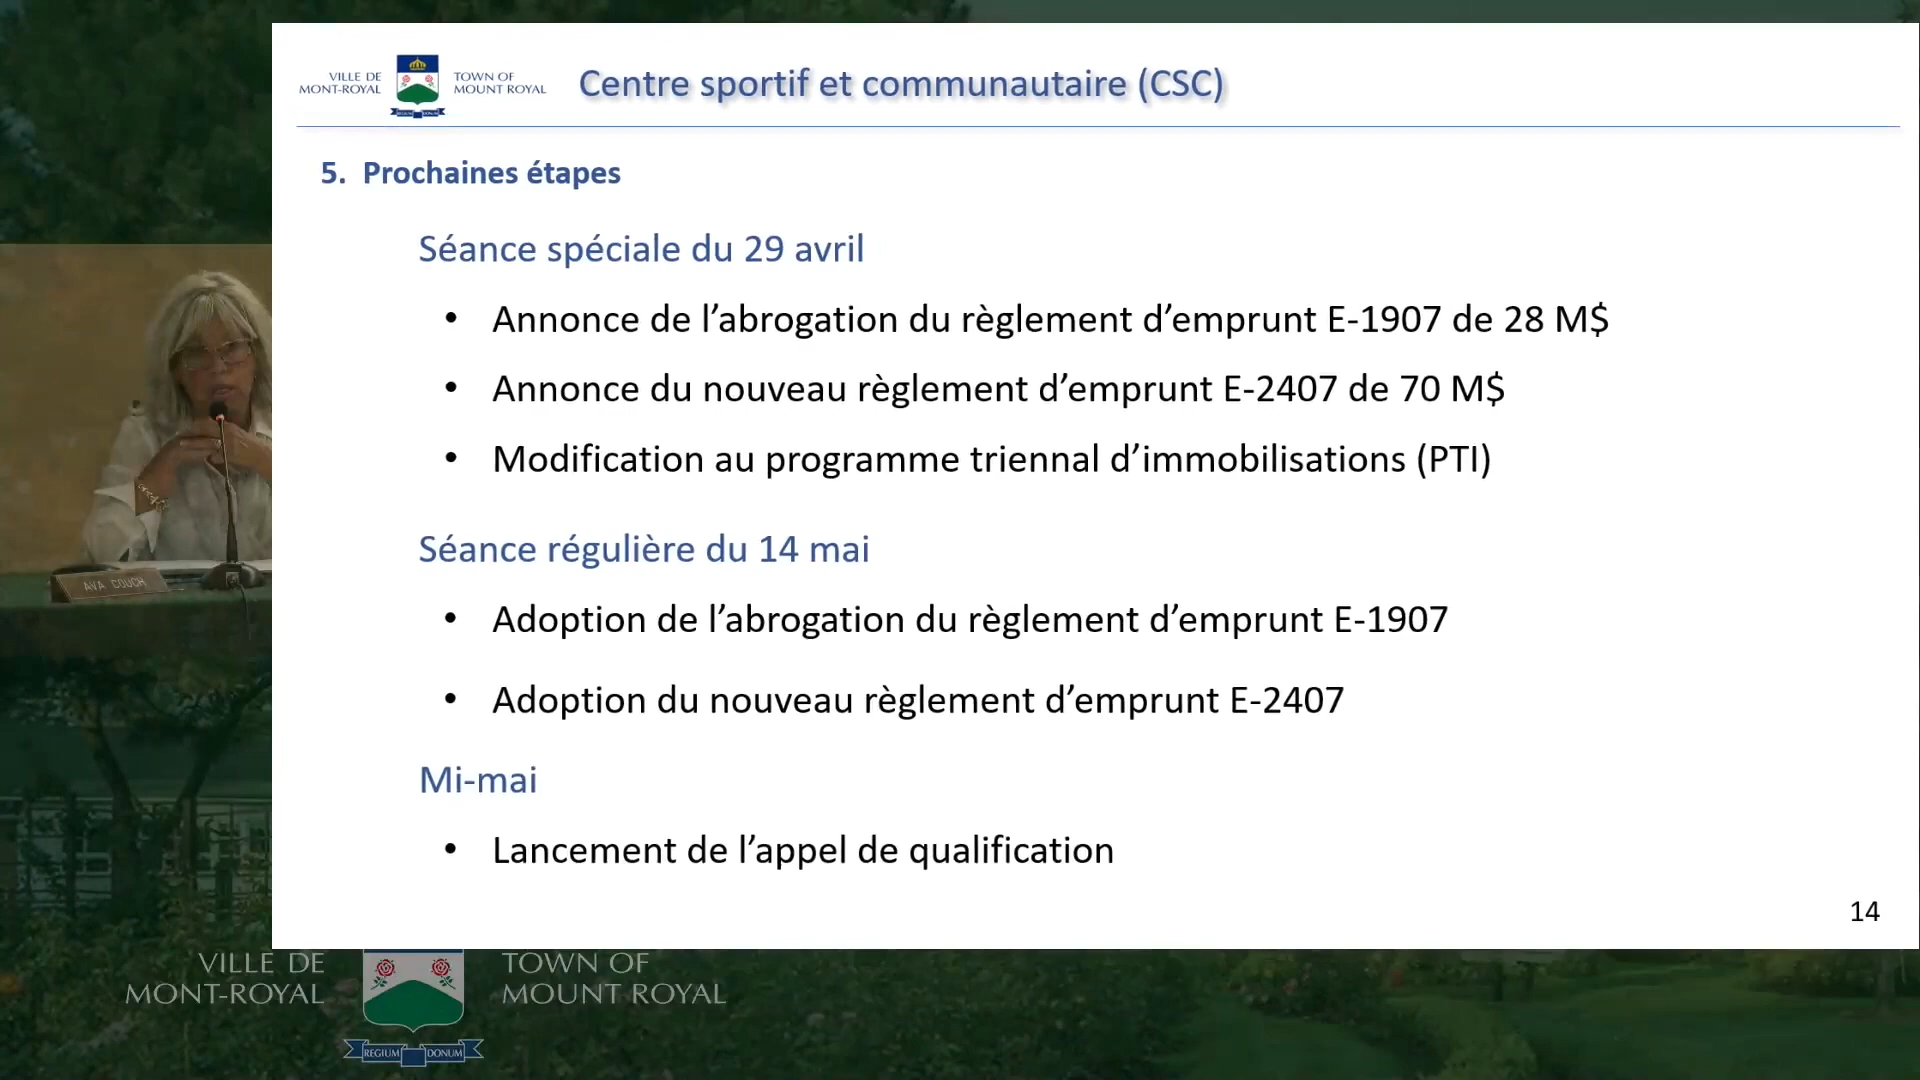 VILLE DE
MONT-ROYAL
TOWN OF
MOUNT ROYAL
REGIUM DONUM
Centre sportif et communautaire (CSC)
5. Prochaines étapes
Séance spéciale du 29 avril
• Annonce de l’abrogation du règlement d’emprunt E-1907 de 28 M$
• Annonce du nouveau règlement d’emprunt E-2407 de 70 M$
• Modification au programme triennal d’immobilisations (PTI)
Séance régulière du 14 mai
• Adoption de l’abrogation du règlement d’emprunt E-1907
• Adoption du nouveau règlement d’emprunt E-2407
Mi-mai
• Lancement de l’appel de qualification
14
AVA COUCH
VILLE DE
MONT-ROYAL
TOWN OF
MOUNT ROYAL
REGIUM DONUM